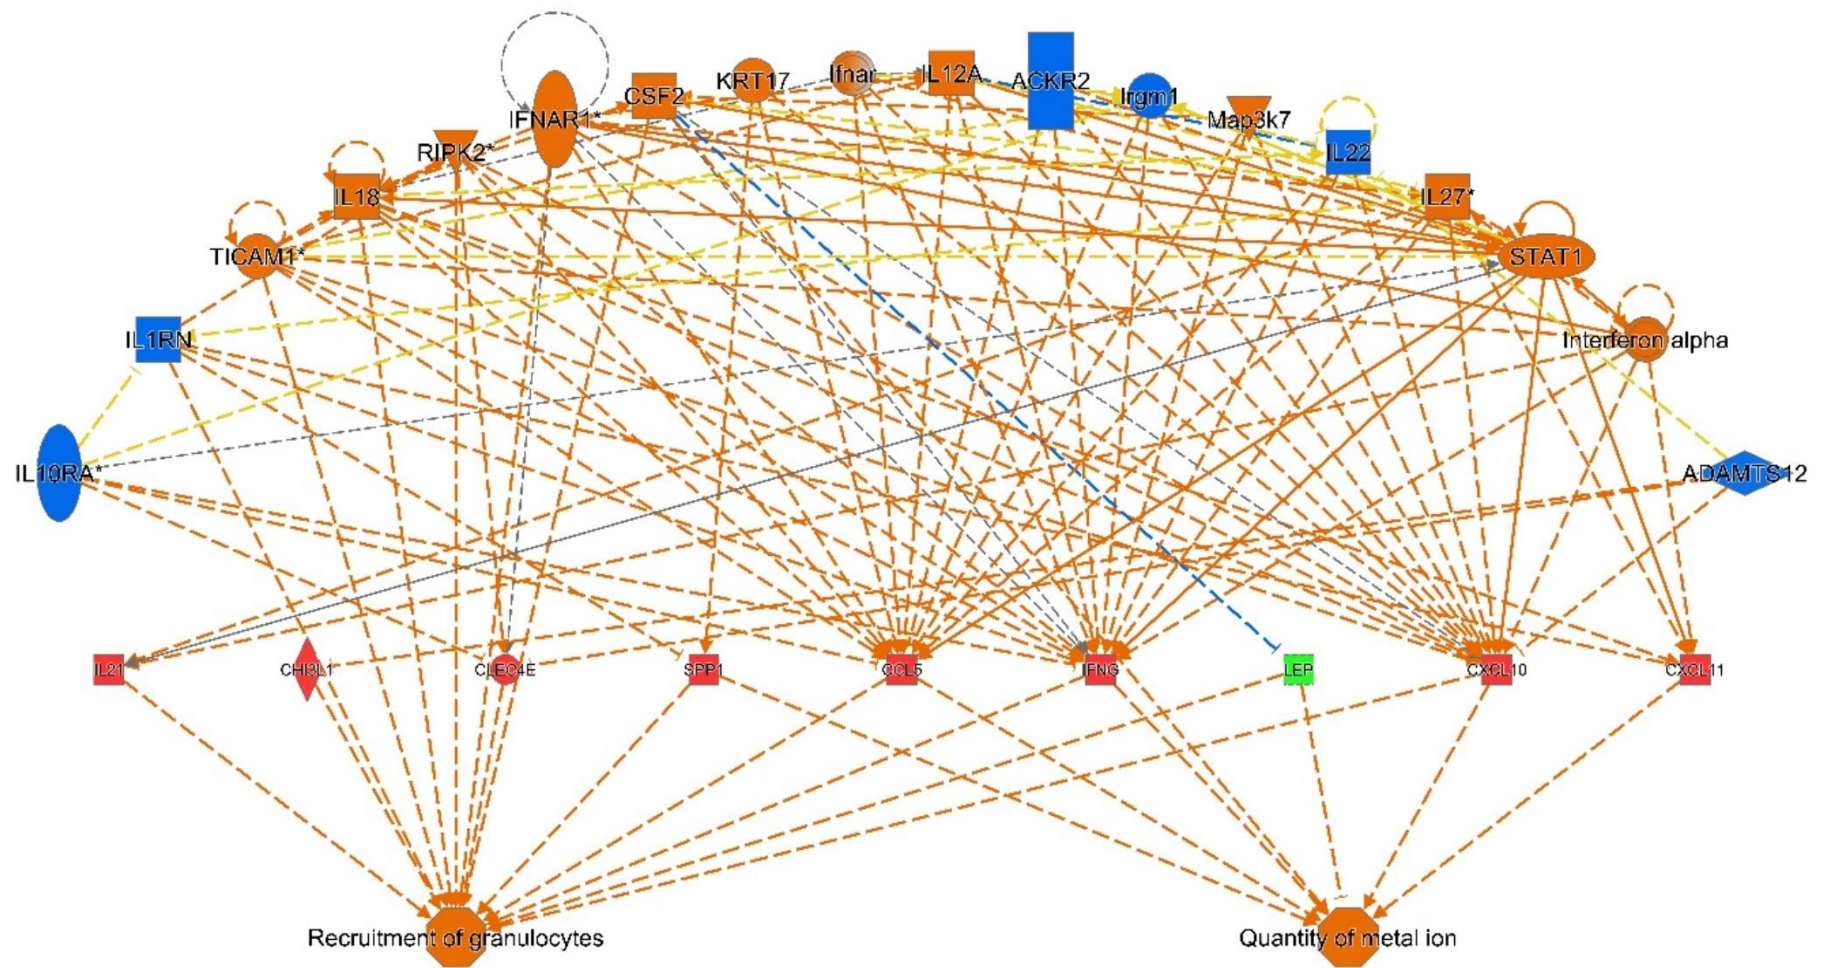 KRT17
Ifnar
IL12A
ACKR2
CSF2
Irgm1
IFNAR1*
Map3k7
RIPK2*
IL22
IL18
IL27*
TICAM1*
STAT1
IL1RN
Interferon alpha
IL10RA*
ADAMTS12
IL21
CHI3L1
CLEC4E
SPP1
CCL5
IFNG
LEP
CXCL10
CXCL11
Recruitment of granulocytes
Quantity of metal ion